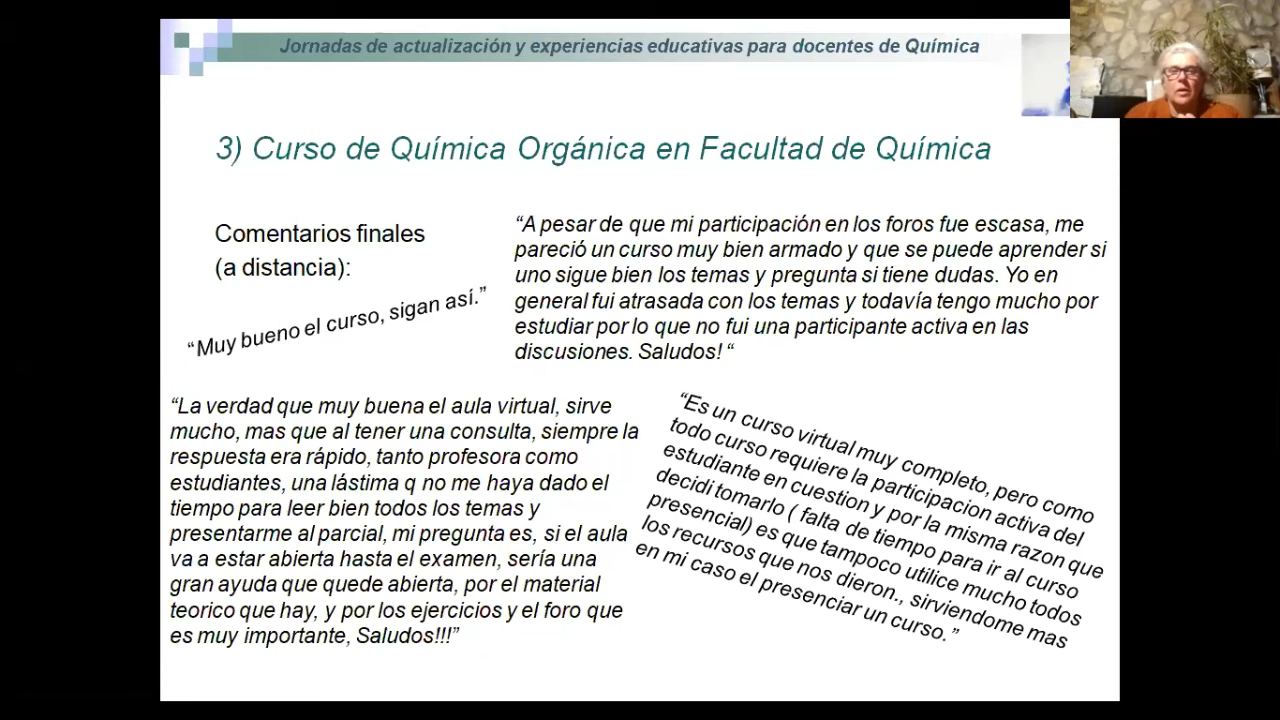 Jornadas de actualización y experiencias educativas para docentes de Química
3) Curso de Química Orgánica en Facultad de Química
Comentarios finales
(a distancia):
“Muy bueno el curso, sigan así.”
“A pesar de que mi participación en los foros fue escasa, me
pareció un curso muy bien armado y que se puede aprender si
uno sigue bien los temas y pregunta si tiene dudas. Yo en
general fui atrasada con los temas y todavía tengo mucho por
estudiar por lo que no fui una participante activa en las
discusiones. Saludos! “
“La verdad que muy buena el aula virtual, sirve
mucho, mas que al tener una consulta, siempre la
respuesta era rápido, tanto profesora como
estudiantes, una lástima q no me haya dado el
tiempo para leer bien todos los temas y
presentarme al parcial, mi pregunta es, si el aula
va a estar abierta hasta el examen, sería una
gran ayuda que quede abierta, por el material
teorico que hay, y por los ejercicios y el foro que
es muy importante, Saludos!!!”
“Es un curso virtual muy completo, pero como
todo curso requiere la participacion activa del
estudiante en cuestion y por la misma razon que
decidi tomarlo ( falta de tiempo para ir al curso
presencial) es que tampoco utilice mucho todos
los recursos que nos dieron., sirviendome mas
en mi caso el presenciar un curso.”